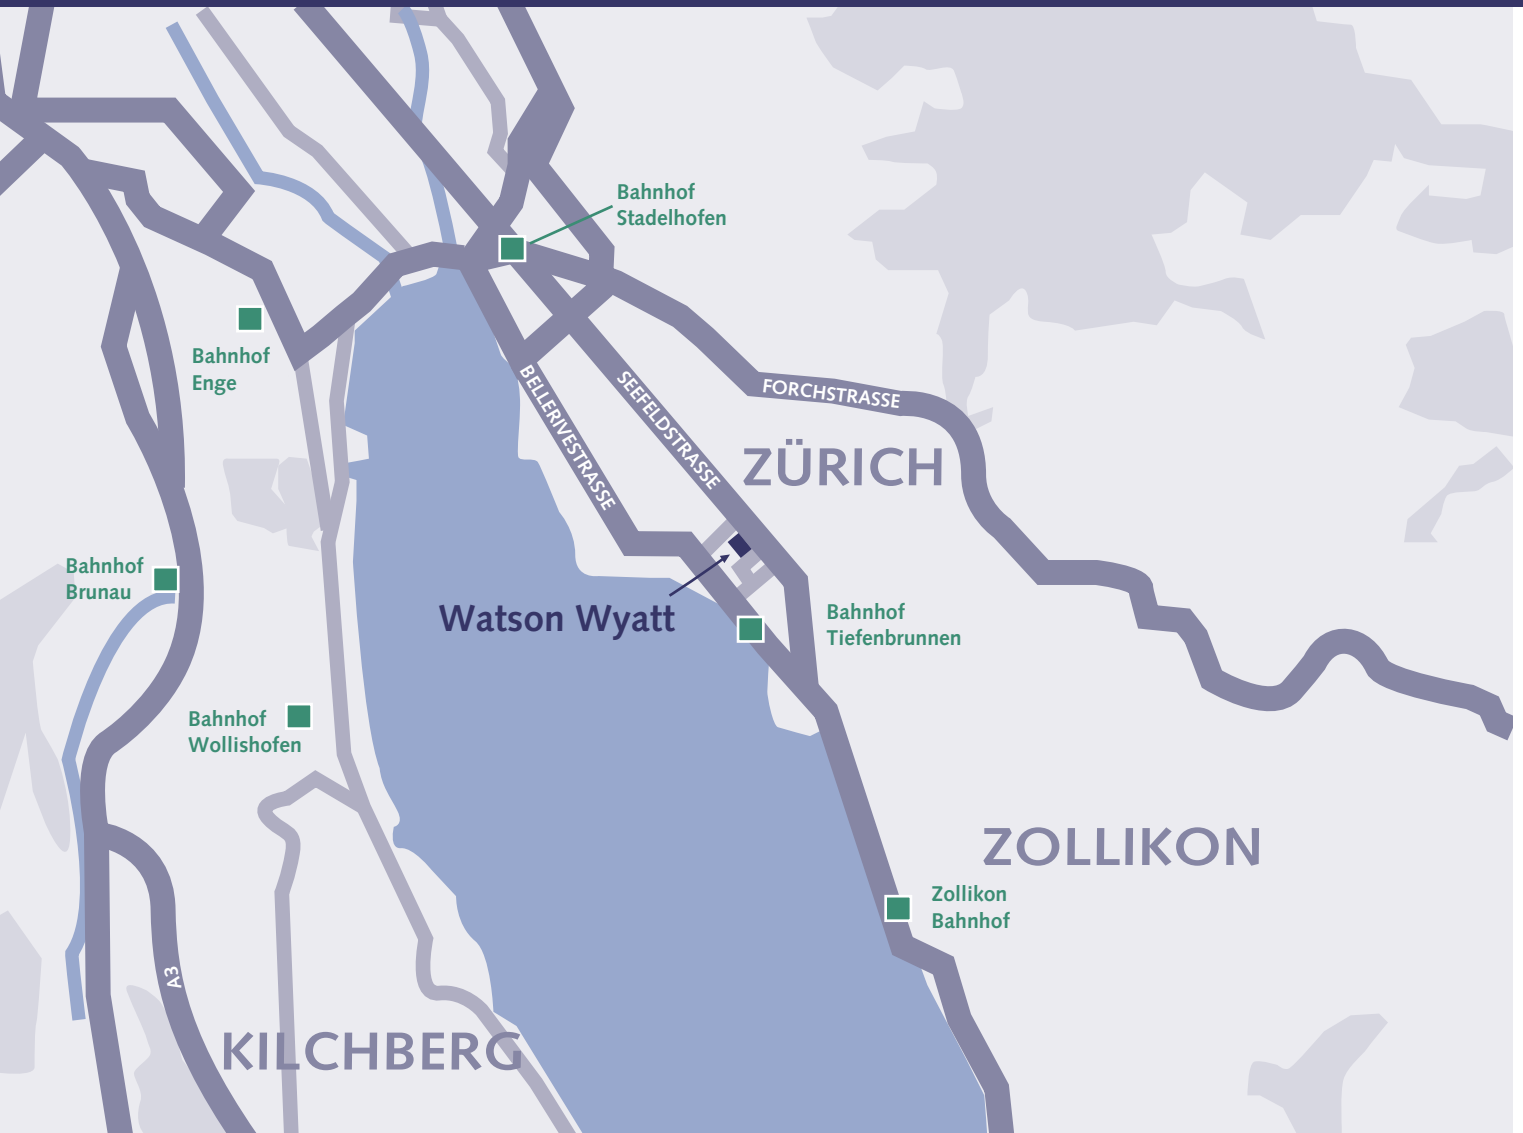 Bahnhof
Stadelhofen
Bahnhof
Enge
BELLERIVESTRASSE
SEEFELDSTRASSE
FORCHSTRASSE
ZÜRICH
Bahnhof
Brunau
Watson Wyatt
Bahnhof
Tiefenbrunnen
Bahnhof
Wollishofen
ZOLLIKON
Zollikon
Bahnhof
A3
KILCHBERG